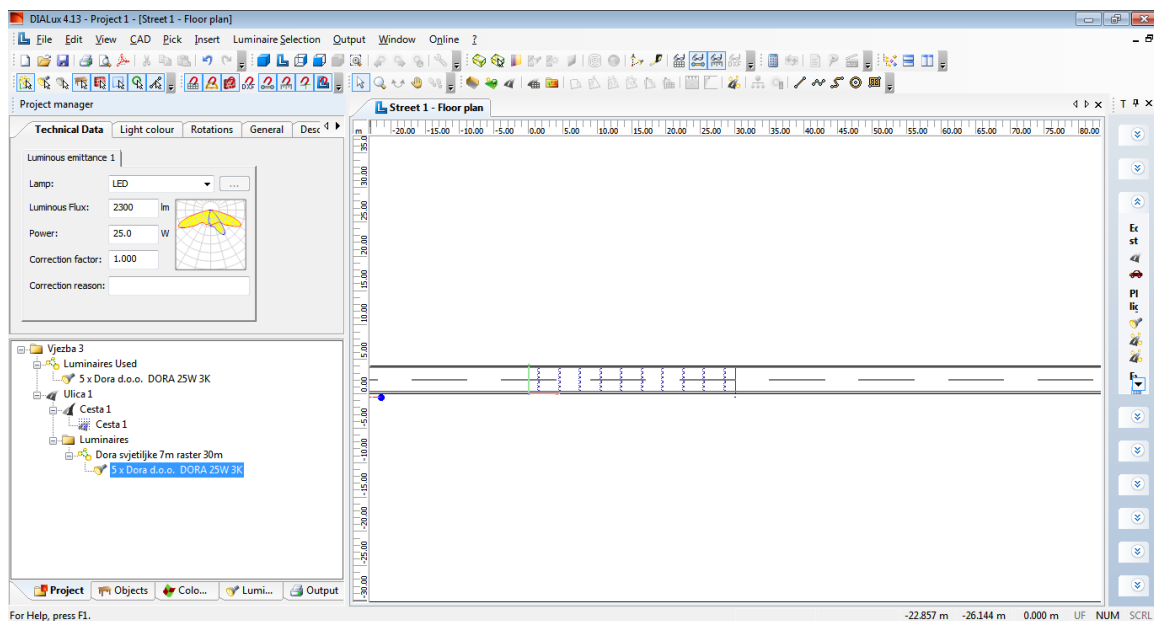 DIALux 4.13 - Project 1 - [Street 1 - Floor plan]
File Edit View CAD Pick Insert Luminaire Selection Output Window Online ?
Project manager
Technical Data Light colour Rotations General Desc
Luminous emittance 1
Lamp: LED ...
Luminous Flux: 2300 lm
Power: 25.0 W
Correction factor: 1.000
Correction reason:
Vjezba 3
Luminaires Used
5 x Dora d.o.o. DORA 25W 3K
Ulica 1
Cesta 1
Cesta 1
Luminaires
Dora svjetiljke 7m raster 30m
5 x Dora d.o.o. DORA 25W 3K
Project Objects Colo... Lumi... Output
Street 1 - Floor plan
m -20.00 -15.00 -10.00 -5.00 0.00 5.00 10.00 15.00 20.00 25.00 30.00 35.00 40.00 45.00 50.00 55.00 60.00 65.00 70.00 75.00 80.00
35.0
30.00
25.00
20.00
15.00
10.00
5.00
0.00
-5.00
-10.00
-15.00
-20.00
-25.00
-30.00
T
st
Pl
lig
For Help, press F1.
-22.857 m -26.144 m 0.000 m UF NUM SCRL